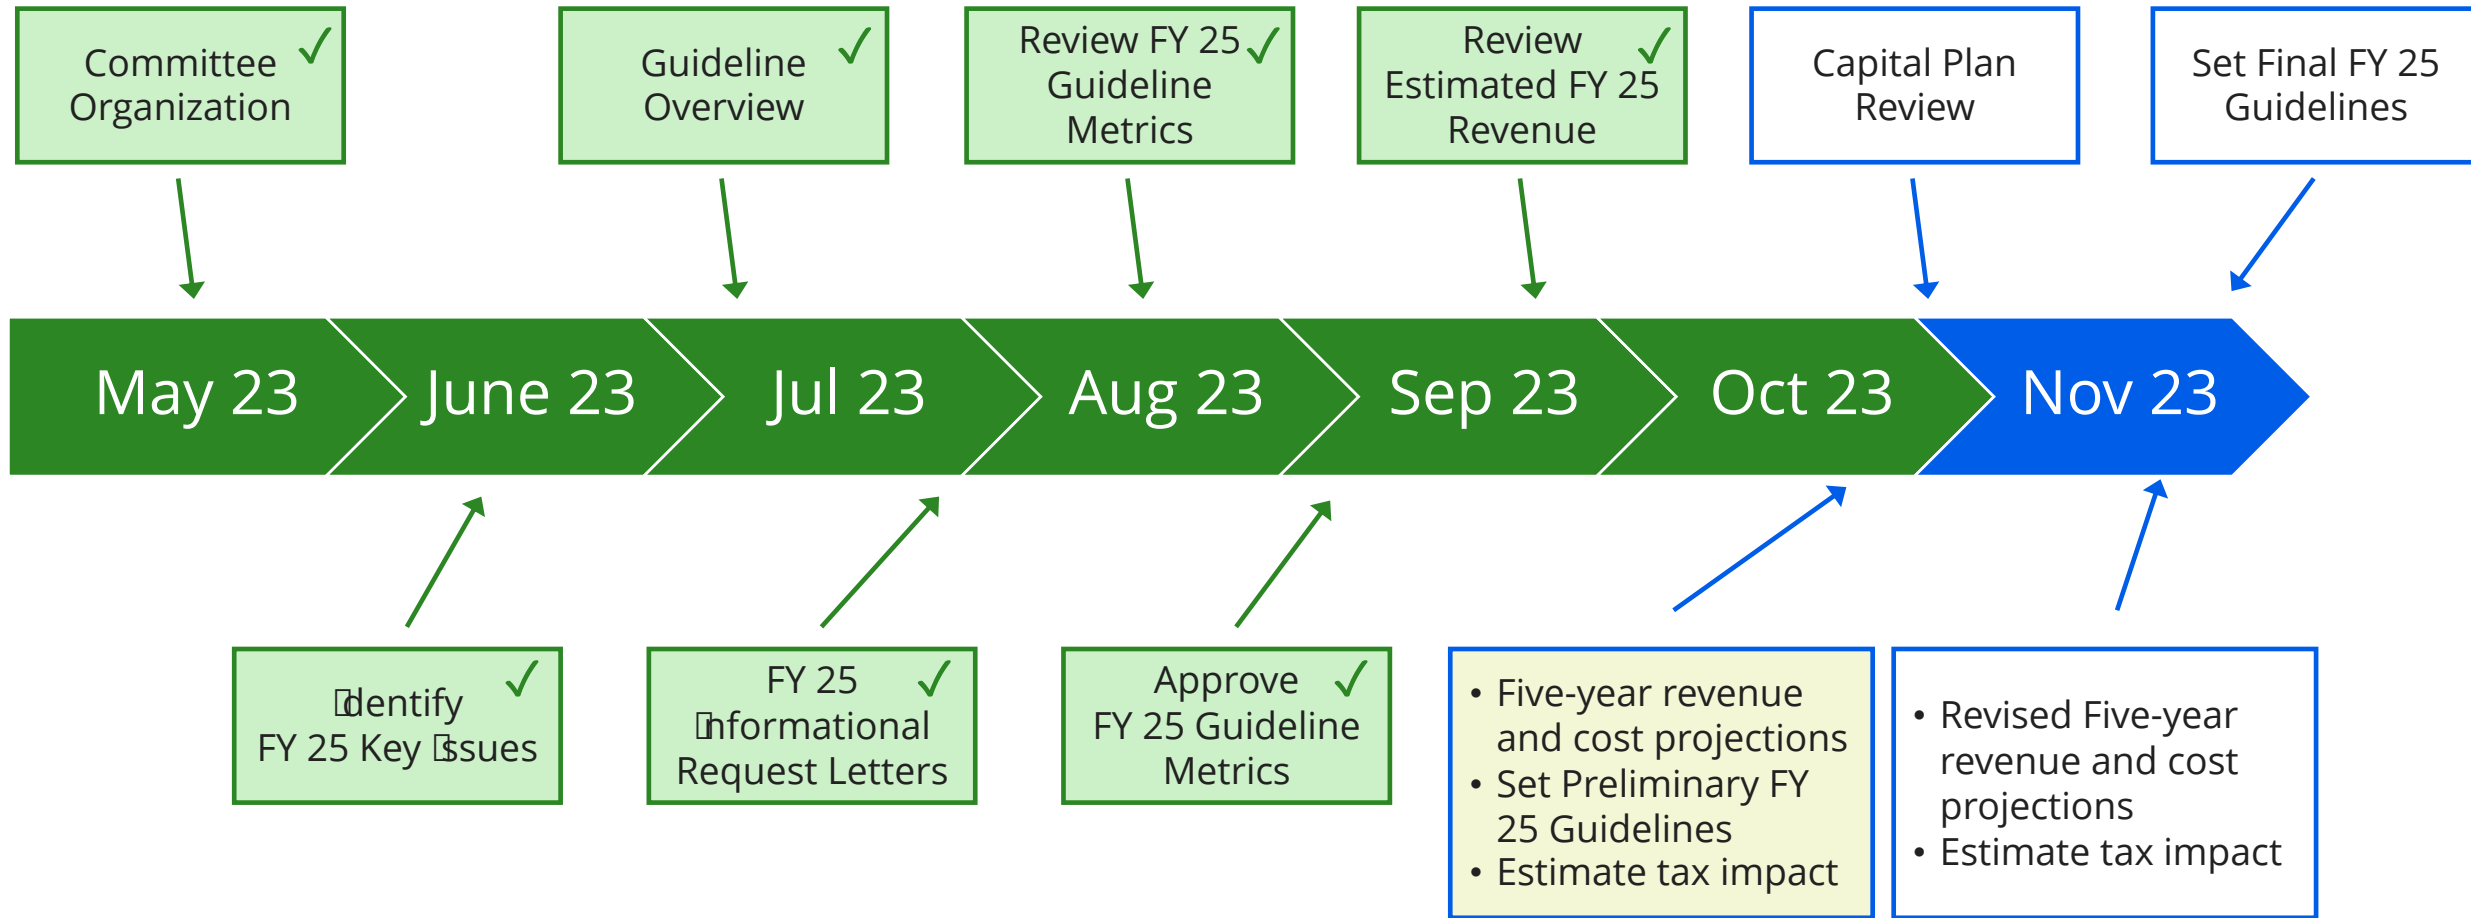 Committee
Organization
✓
Guideline
Overview
✓
Review FY 25
Guideline
Metrics
✓
Review
Estimated FY 25
Revenue
✓
Capital Plan
Review
Set Final FY 25
Guidelines
May 23
June 23
Jul 23
Aug 23
Sep 23
Oct 23
Nov 23
▯dentify
FY 25 Key ▯ssues
✓
FY 25
▯nformational
Request Letters
✓
Approve
FY 25 Guideline
Metrics
✓
• Five-year revenue
and cost projections
• Set Preliminary FY
25 Guidelines
• Estimate tax impact
• Revised Five-year
revenue and cost
projections
• Estimate tax impact